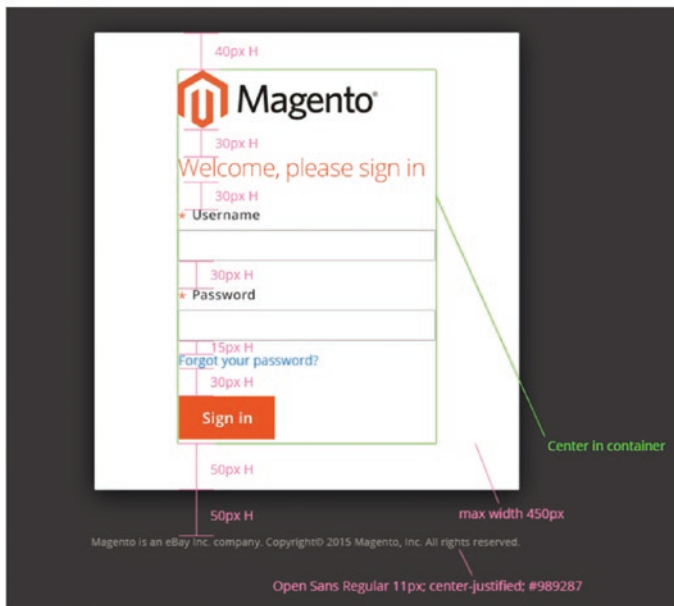 40px H
Magento®
30px H
Welcome, please sign in
30px H
* Username
30px H
* Password
15px H
Forgot your password?
30px H
Sign in
Center in container
50px H
50px H
max width 450px
Magento is an eBay Inc. company. Copyright© 2015 Magento, Inc. All rights reserved.
Open Sans Regular 11px; center-justified; #989287